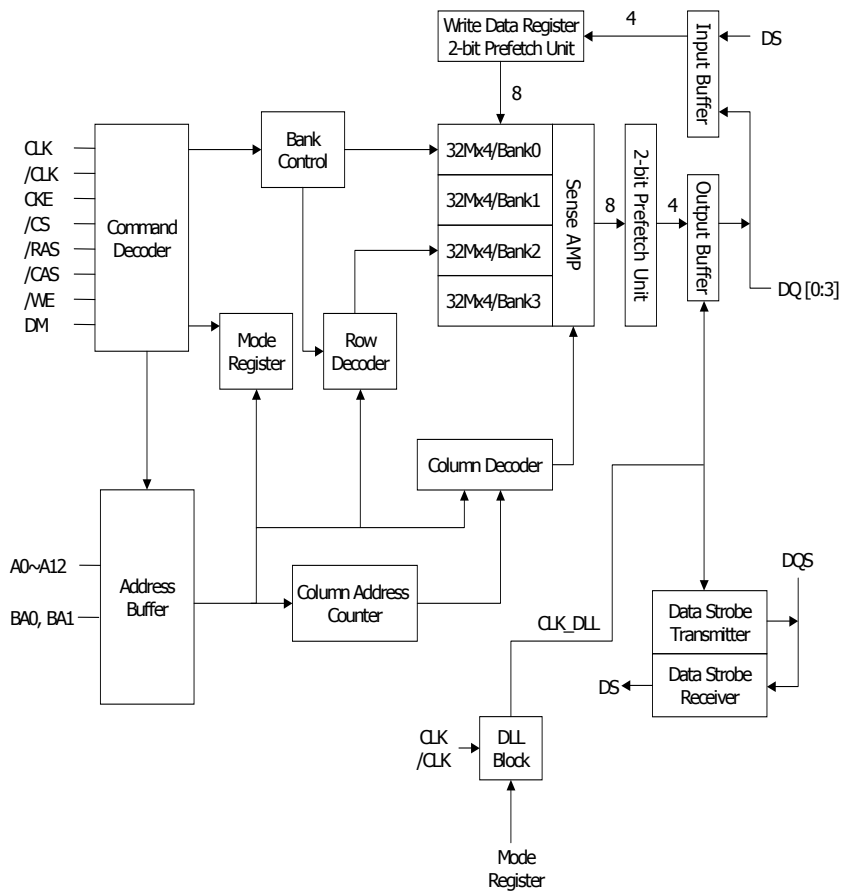 Write Data Register
2-bit Prefetch Unit
4
Input Buffer
DS
8
Bank
Control
CLK
/CLK
CKE
/CS
/RAS
/CAS
/WE
DM
Command
Decoder
32Mx4/Bank0
32Mx4/Bank1
32Mx4/Bank2
32Mx4/Bank3
Sense AMP
8
2-bit Prefetch Unit
4
Output Buffer
DQ [0:3]
Mode
Register
Row
Decoder
Column Decoder
A0~A12
BA0, BA1
Address
Buffer
Column Address
Counter
CLK_DLL
DQS
Data Strobe
Transmitter
Data Strobe
Receiver
DS
CLK
/CLK
DLL
Block
Mode
Register